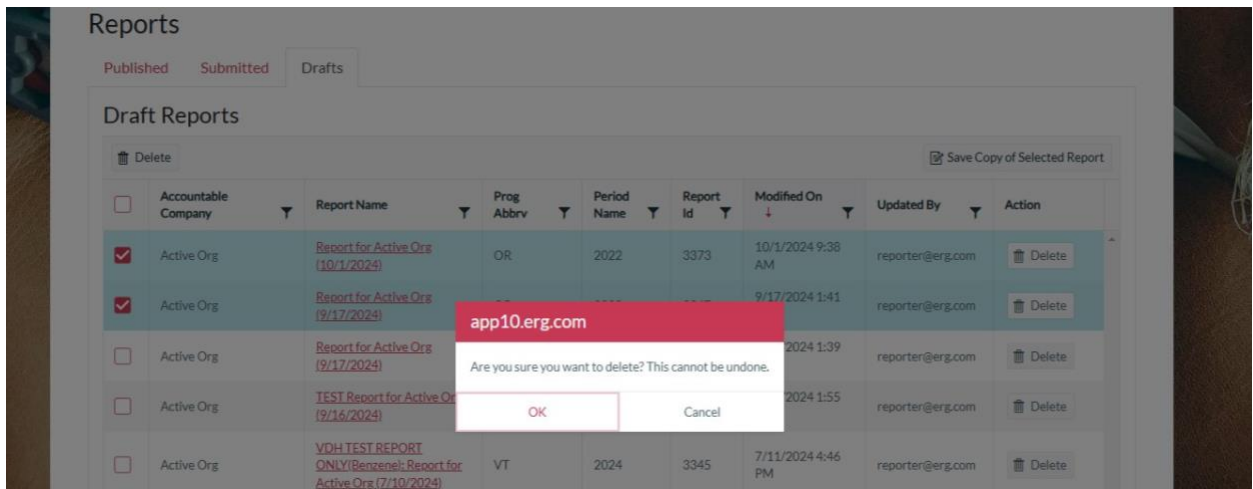 Reports
Published Submitted Drafts
Draft Reports
Delete Save Copy of Selected Report
Accountable Company Report Name Prog Abbrv Period Name Report Id Modified On Updated By Action
Active Org Report for Active Org (10/1/2024) OR 2022 3373 10/1/2024 9:38 AM reporter@erg.com Delete
Active Org Report for Active Org (9/17/2024) 9/17/2024 1:41 reporter@erg.com Delete
app10.erg.com
Are you sure you want to delete? This cannot be undone.
OK Cancel
Active Org Report for Active Org (9/17/2024) 2024 1:39 reporter@erg.com Delete
Active Org TEST Report for Active Or (9/16/2024) 2024 1:55 reporter@erg.com Delete
Active Org VDH TEST REPORT ONLY(Benzene): Report for Active Org (7/10/2024) VT 2024 3345 7/11/2024 4:46 PM reporter@erg.com Delete